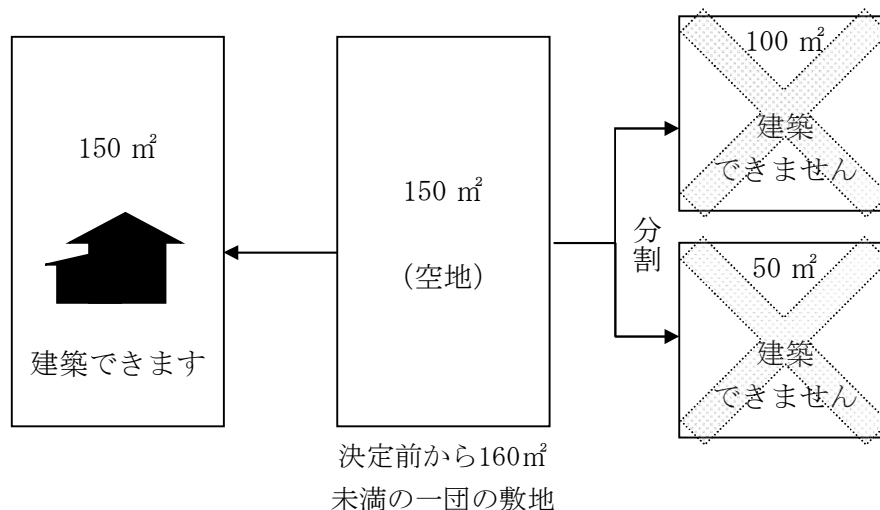 150 ㎡
建築できます
150 ㎡
(空地)
決定前から160㎡
未満の一団の敷地
分割
100 ㎡
建築
できません
50 ㎡
建築
できません